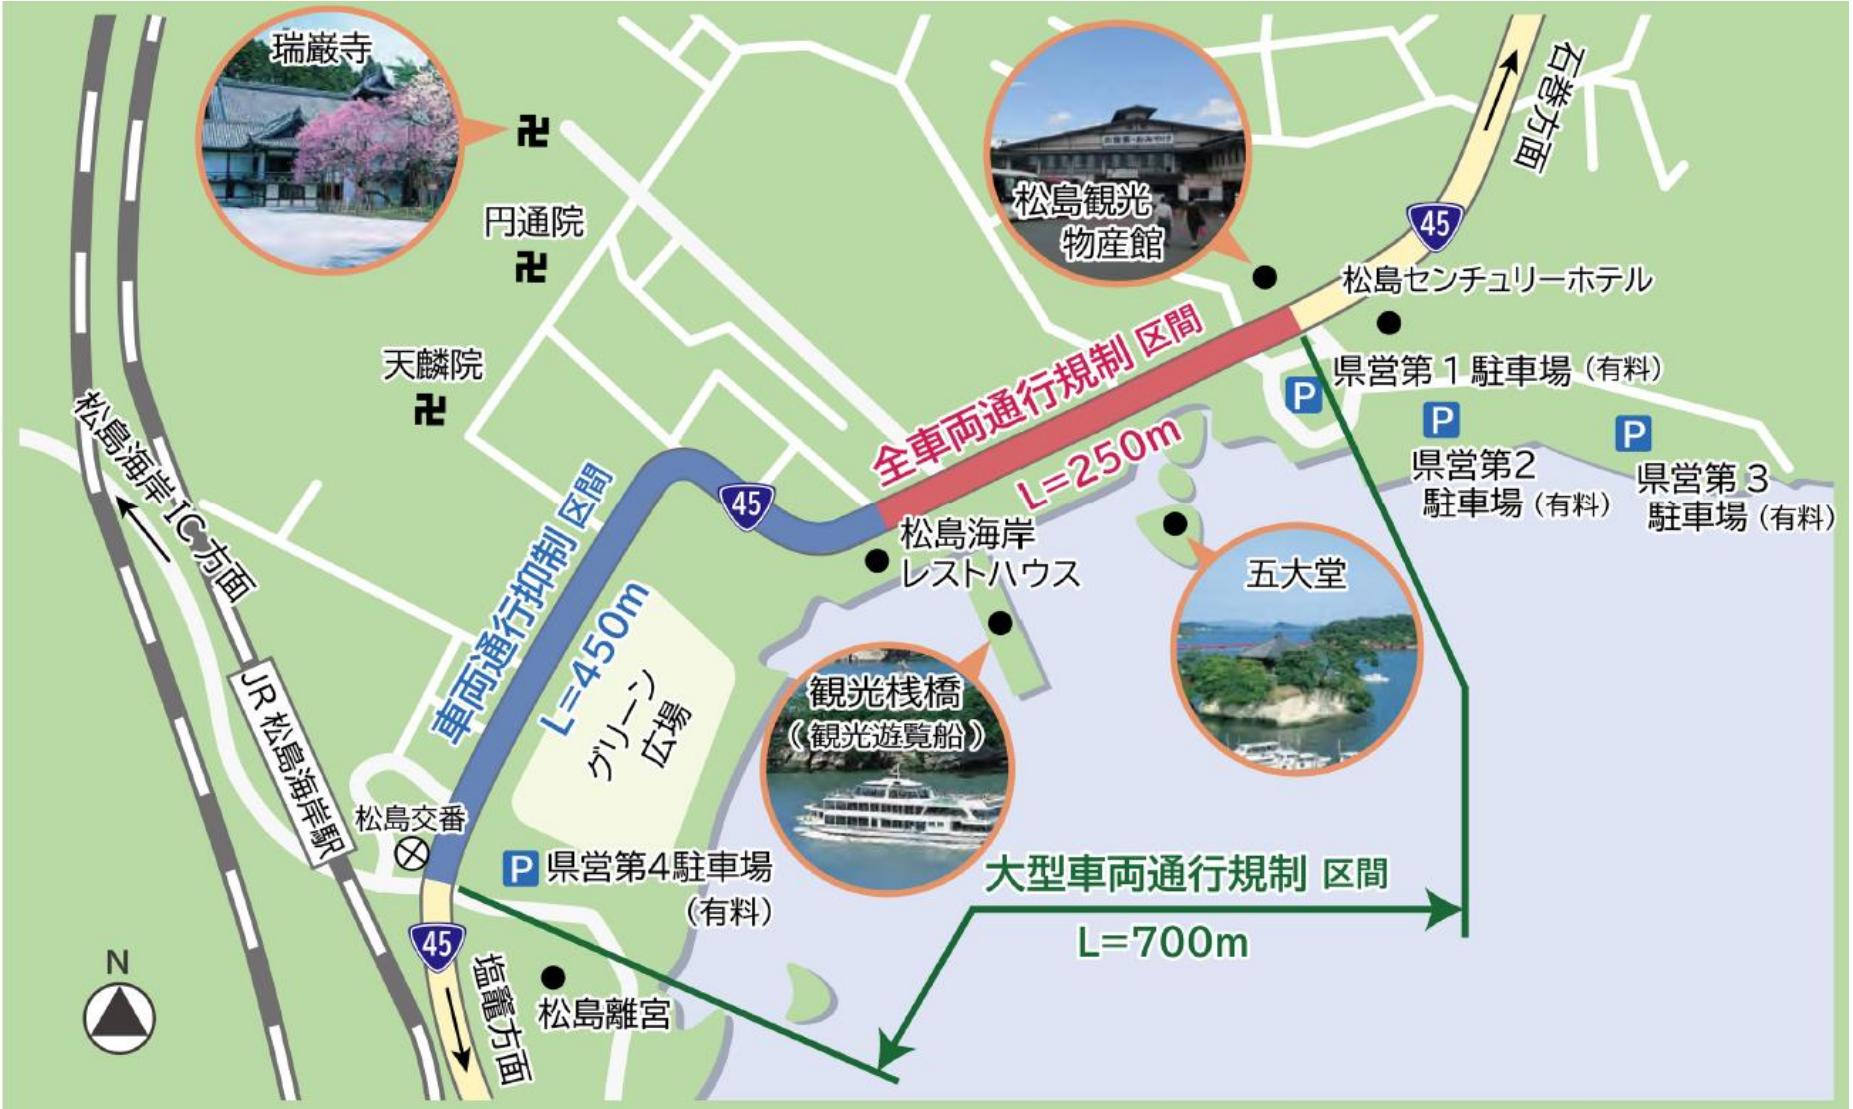 瑞巌寺
円通院
天麟院
松島観光
物産館
石巻方面
45
松島センチュリーホテル
全車両通行規制 区間
L=250m
P
県営第1駐車場(有料)
P
県営第2
駐車場(有料)
P
県営第3
駐車場(有料)
松島海岸 IC 方面
車両通行抑制 区間
L=450m
45
松島海岸
レストハウス
五大堂
観光桟橋
(観光遊覧船)
グリーン
広場
JR 松島海岸駅
松島交番
P 県営第4駐車場
(有料)
大型車両通行規制 区間
L=700m
45
塩竈方面
松島離宮
N